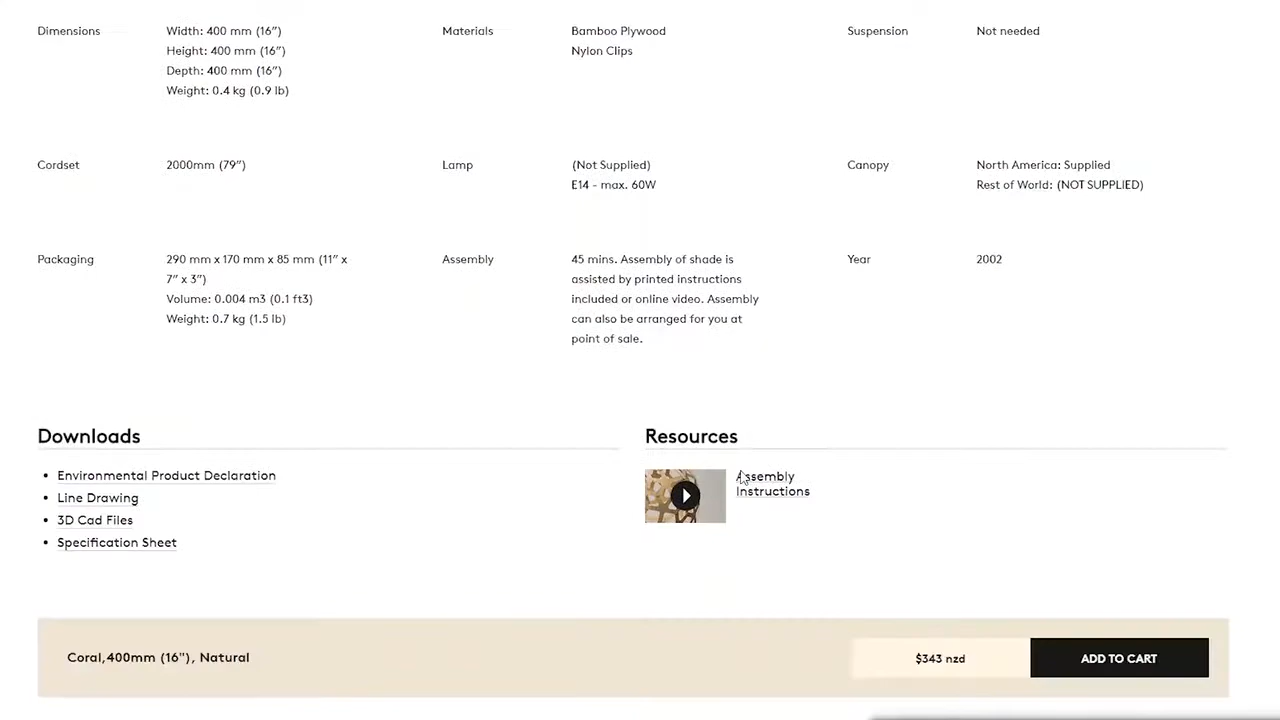 Dimensions
Width: 400 mm (16”)
Height: 400 mm (16”)
Depth: 400 mm (16”)
Weight: 0.4 kg (0.9 lb)
Materials
Bamboo Plywood
Nylon Clips
Suspension
Not needed
Cordset
2000mm (79”)
Lamp
(Not Supplied)
E14 - max. 60W
Canopy
North America: Supplied
Rest of World: (NOT SUPPLIED)
Packaging
290 mm x 170 mm x 85 mm (11” x
7” x 3”)
Volume: 0.004 m3 (0.1 ft3)
Weight: 0.7 kg (1.5 lb)
Assembly
45 mins. Assembly of shade is
assisted by printed instructions
included or online video. Assembly
can also be arranged for you at
point of sale.
Year
2002
Downloads
• Environmental Product Declaration
• Line Drawing
• 3D Cad Files
• Specification Sheet
Resources
Assembly
Instructions
Coral,400mm (16"), Natural
$343 nzd
ADD TO CART